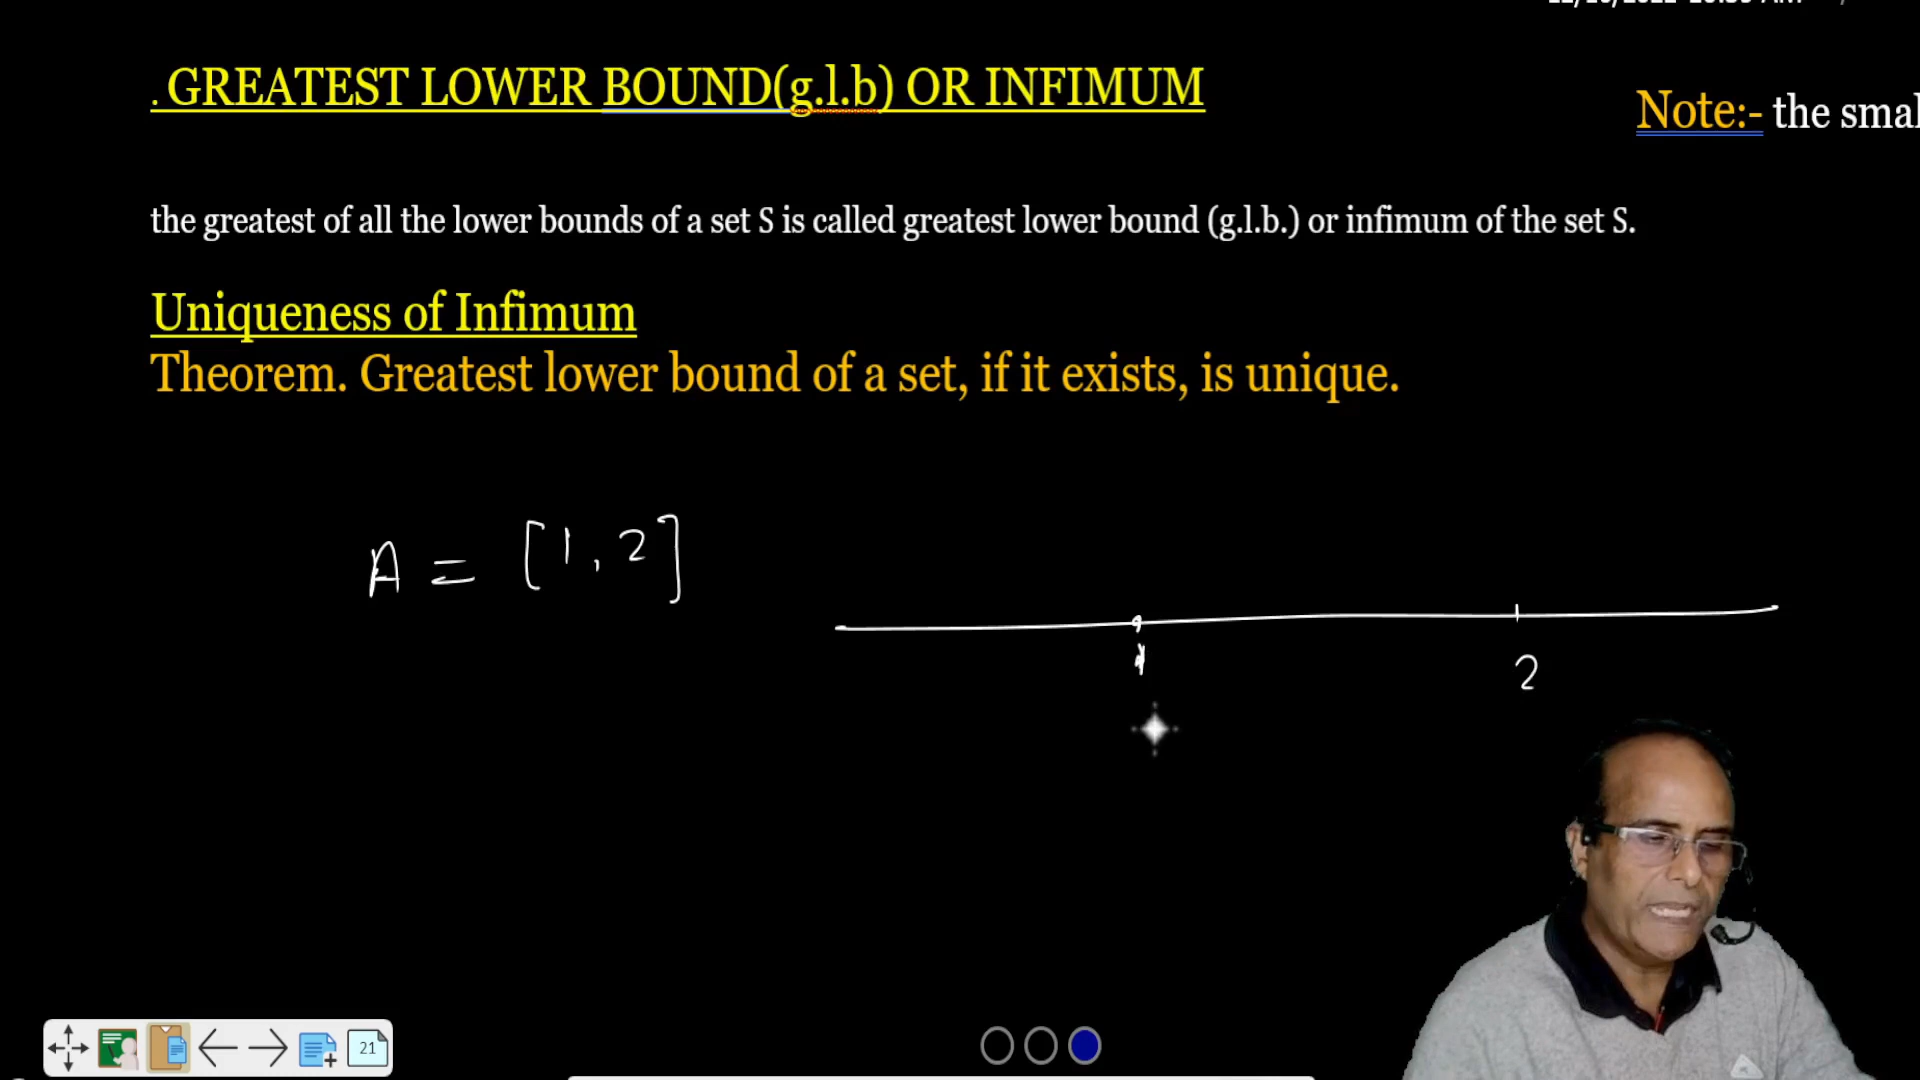 . GREATEST LOWER BOUND(g.l.b) OR INFIMUM
Note:- the smal
the greatest of all the lower bounds of a set S is called greatest lower bound (g.l.b.) or infimum of the set S.
Uniqueness of Infimum
Theorem. Greatest lower bound of a set, if it exists, is unique.
A = [1, 2]
1
2
21